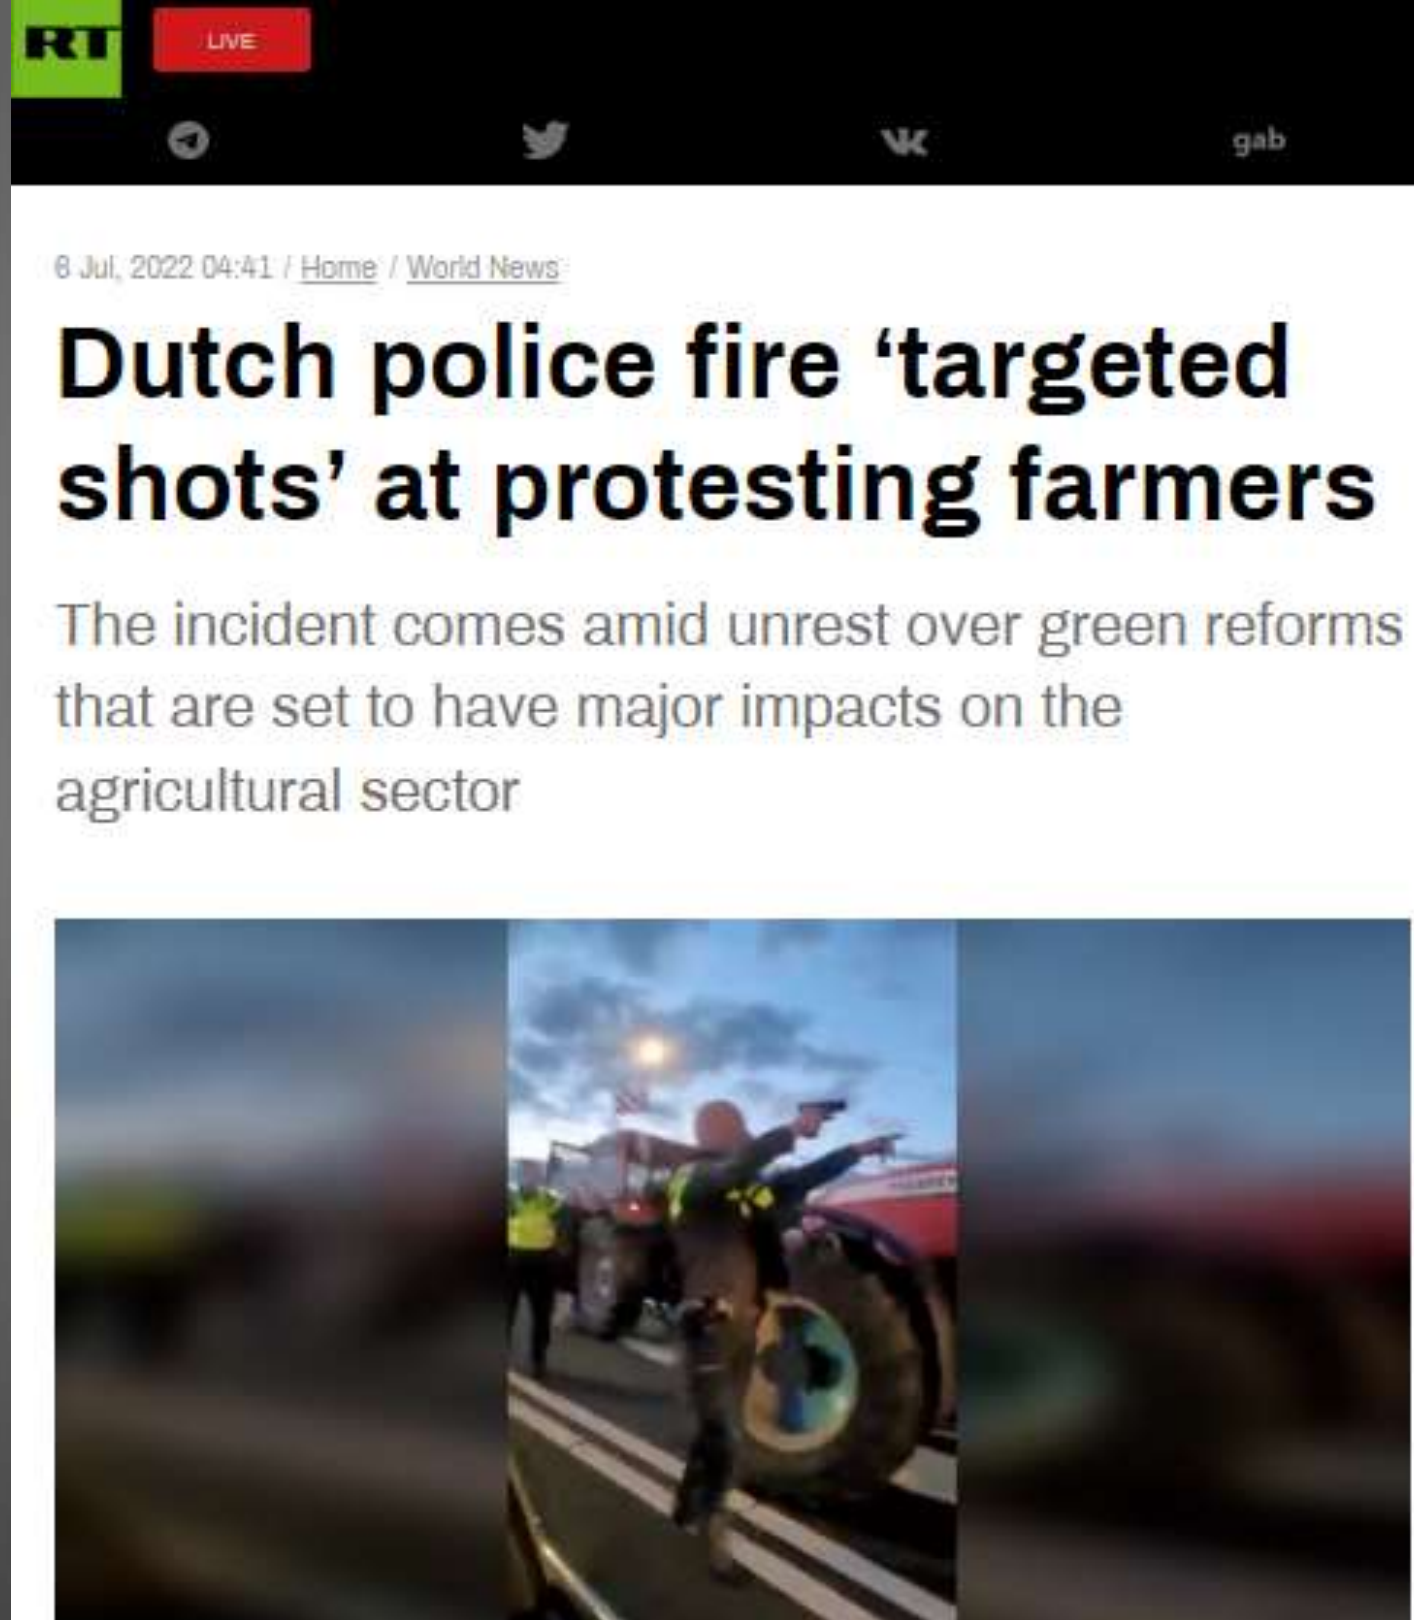 RT
LIVE
gab
6 Jul, 2022 04:41 / Home / World News
Dutch police fire ‘targeted
shots’ at protesting farmers
The incident comes amid unrest over green reforms
that are set to have major impacts on the
agricultural sector